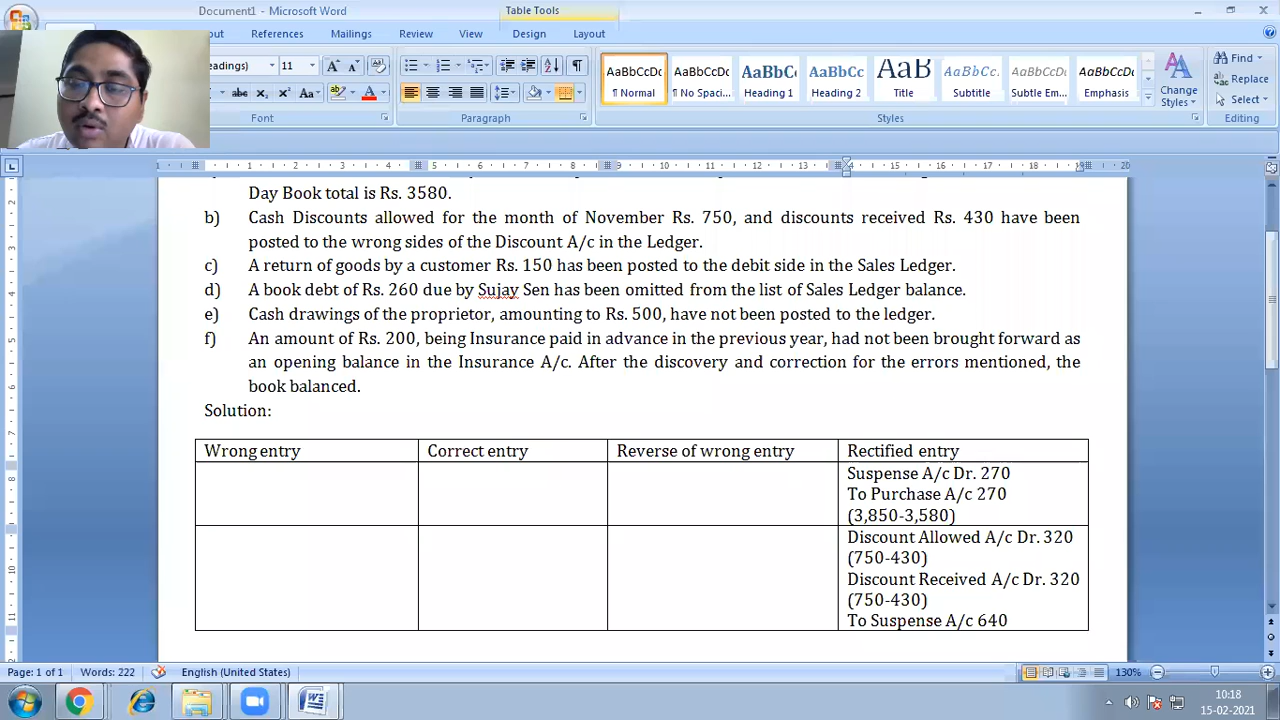 Document1 - Microsoft Word
Table Tools
References
Mailings
Review
View
Design
Layout
11
AaBbCcDc
AaBbCcDc
AaBbCc
AaBbCc
AaB
AaBbCc.
AaBbCcDc
AaBbCcDc
¶ Normal
¶ No Spaci...
Heading 1
Heading 2
Title
Subtitle
Subtle Em...
Emphasis
Change Styles
Find
Replace
Select
Font
Paragraph
Styles
Editing
Day Book total is Rs. 3580.
b) Cash Discounts allowed for the month of November Rs. 750, and discounts received Rs. 430 have been
posted to the wrong sides of the Discount A/c in the Ledger.
c) A return of goods by a customer Rs. 150 has been posted to the debit side in the Sales Ledger.
d) A book debt of Rs. 260 due by Sujay Sen has been omitted from the list of Sales Ledger balance.
e) Cash drawings of the proprietor, amounting to Rs. 500, have not been posted to the ledger.
f) An amount of Rs. 200, being Insurance paid in advance in the previous year, had not been brought forward as
an opening balance in the Insurance A/c. After the discovery and correction for the errors mentioned, the
book balanced.
Solution:
Wrong entry
Correct entry
Reverse of wrong entry
Rectified entry
Suspense A/c Dr. 270
To Purchase A/c 270
(3,850-3,580)
Discount Allowed A/c Dr. 320
(750-430)
Discount Received A/c Dr. 320
(750-430)
To Suspense A/c 640
Page: 1 of 1
Words: 222
English (United States)
130%
10:18
15-02-2021